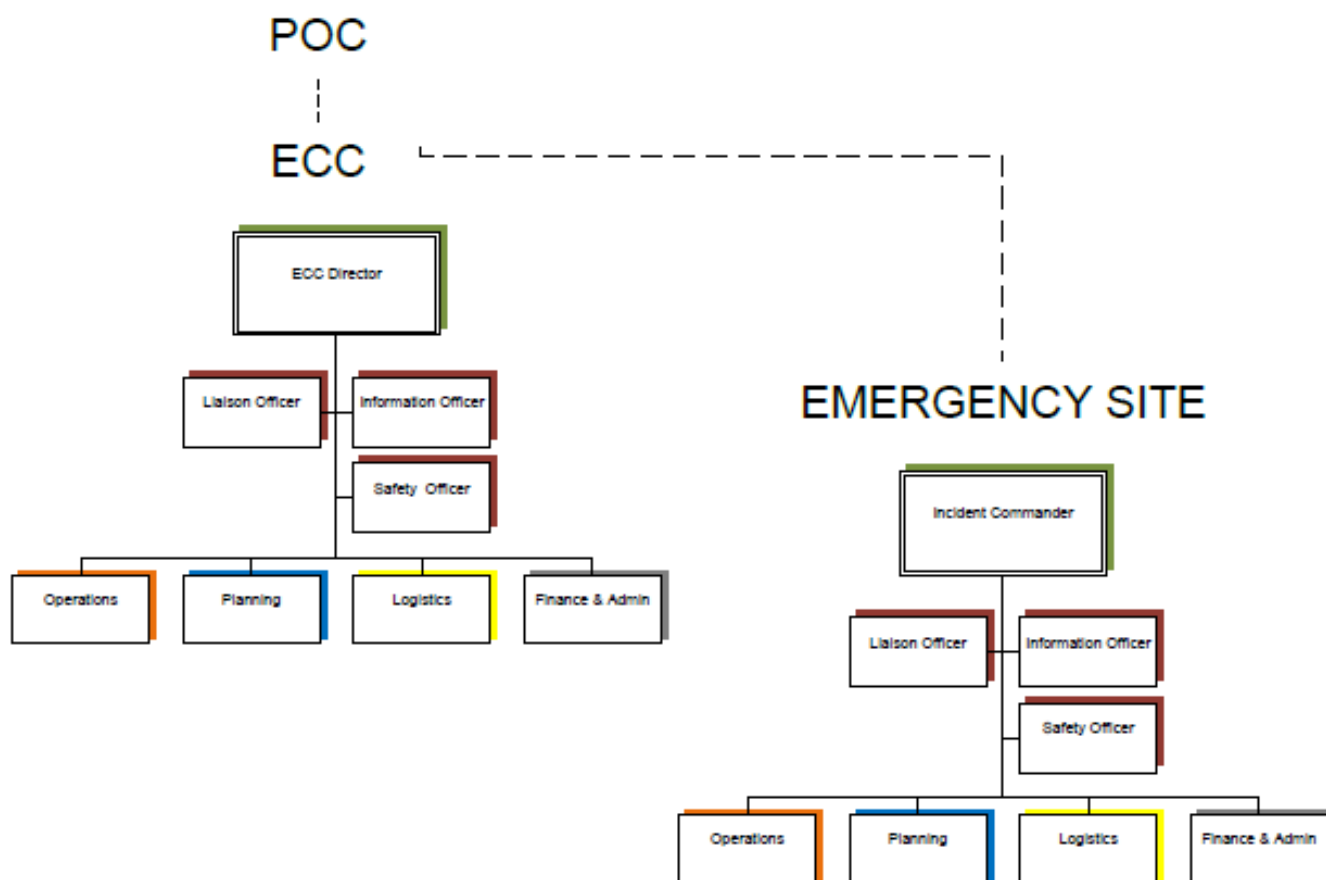 POC
ECC
ECC Director
Liaison Officer
Information Officer
Safety Officer
Operations
Planning
Logistics
Finance & Admin
EMERGENCY SITE
Incident Commander
Liaison Officer
Information Officer
Safety Officer
Operations
Planning
Logistics
Finance & Admin